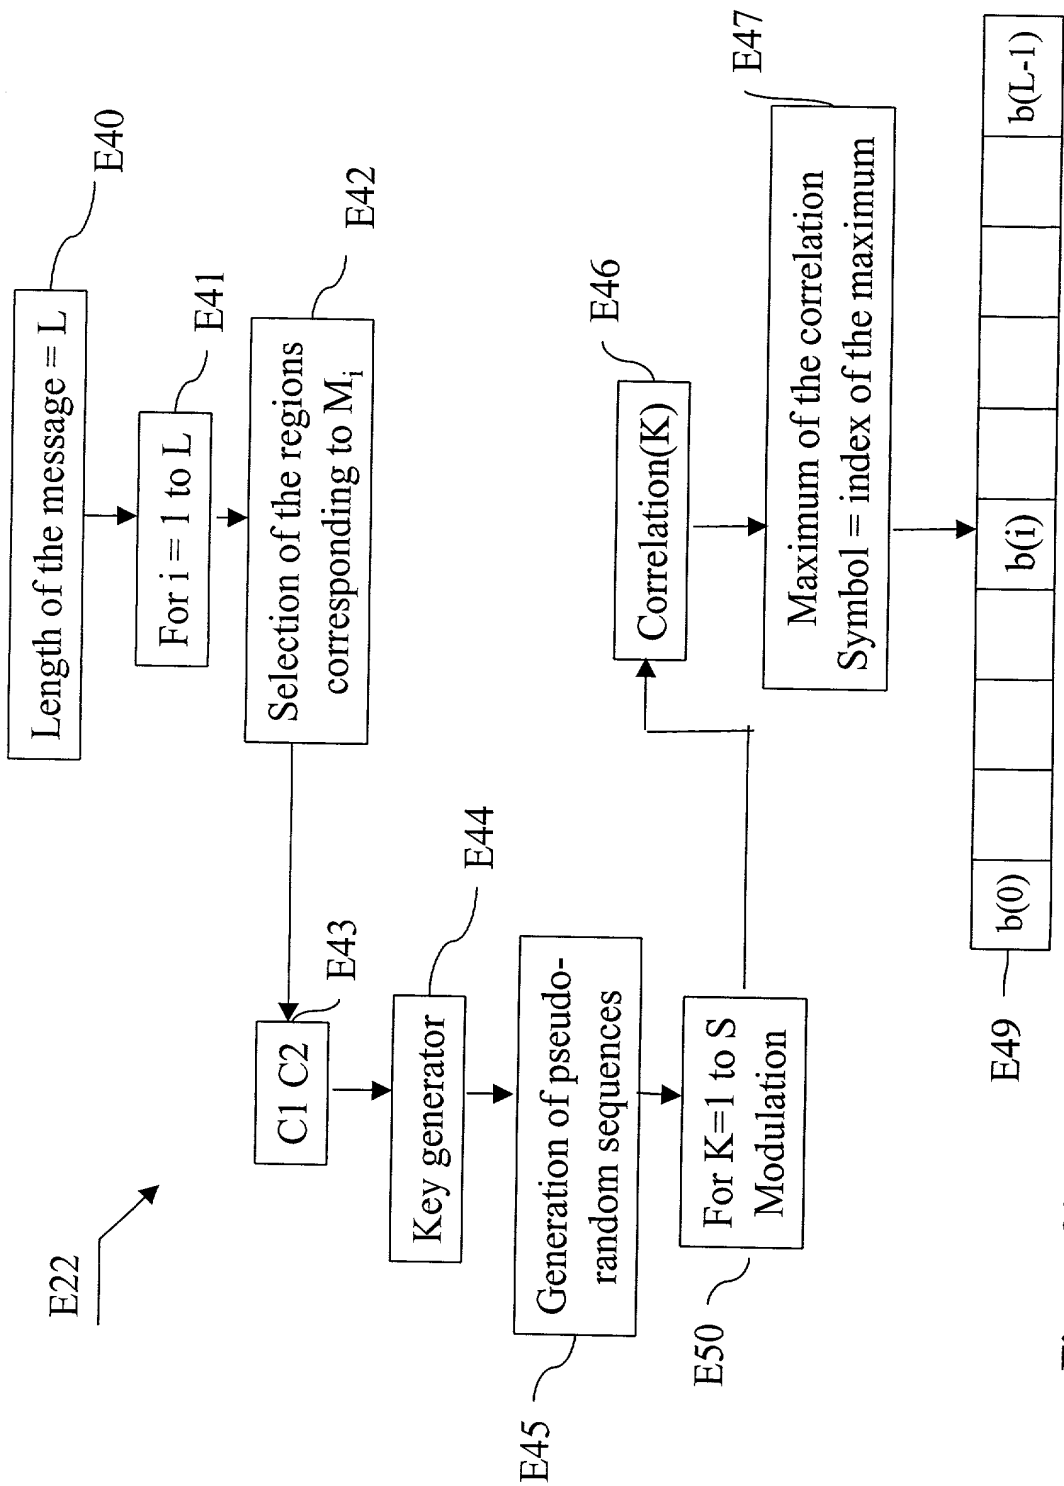 E22
Length of the message = L
E40
For i = 1 to L
E41
Selection of the regions
corresponding to Mᵢ
E42
C1 C2
E43
Key generator
E44
Generation of pseudo-
random sequences
E45
For K=1 to S
Modulation
E50
Correlation(K)
E46
Maximum of the correlation
Symbol = index of the maximum
E47
b(0)
b(i)
b(L-1)
E49